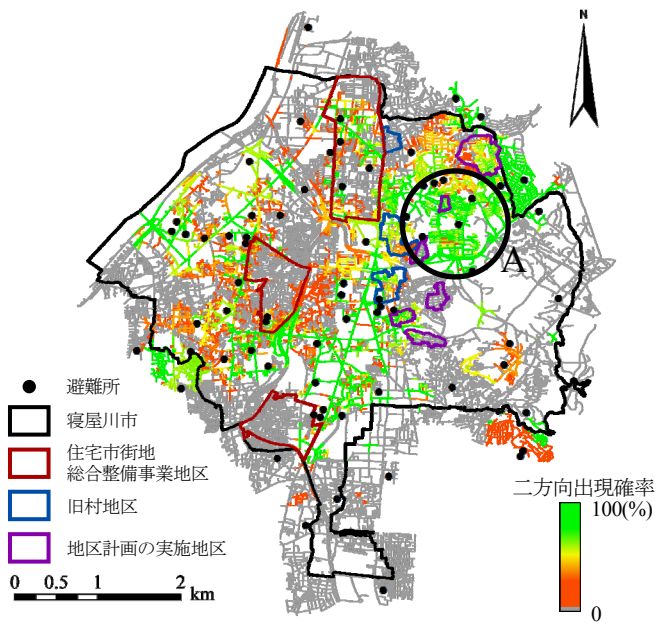 N
A
避難所
寝屋川市
住宅市街地
総合整備事業地区
旧村地区
地区計画の実施地区
0 0.5 1 2
km
二方向出現確率
100(%)
0